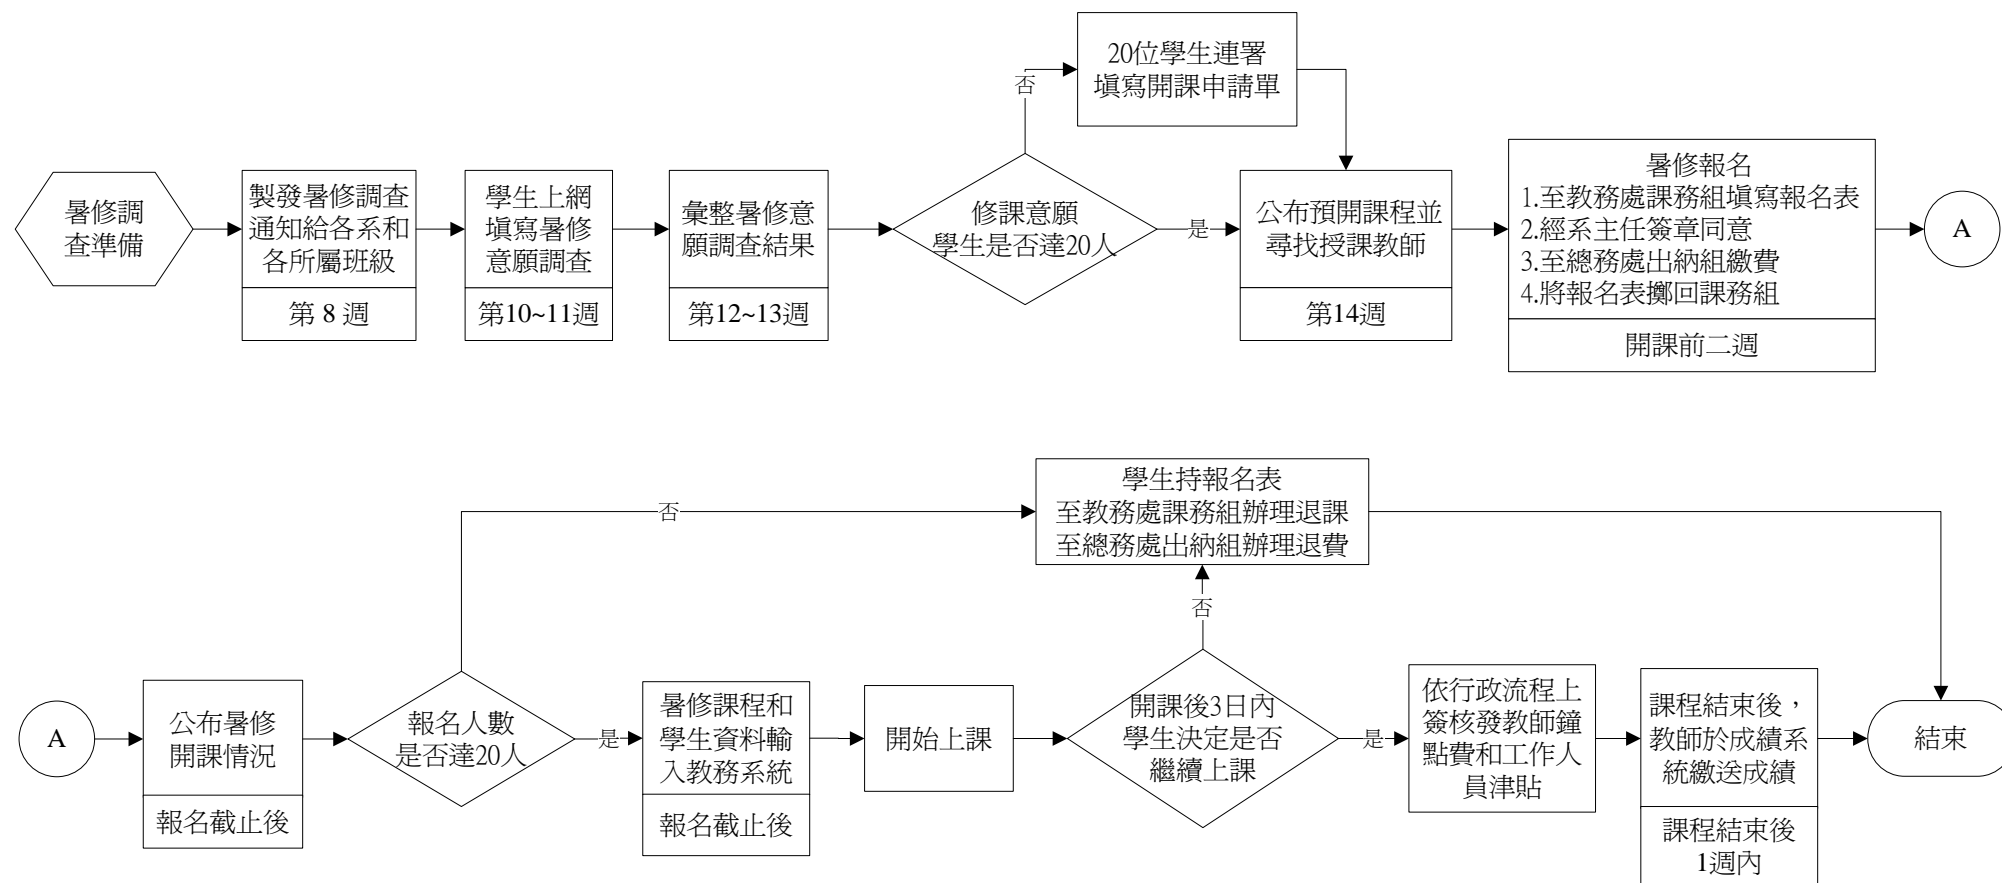 20位學生連署
填寫開課申請單
否
暑修調
查準備
製發暑修調查
通知給各系和
各所屬班級
第 8 週
學生上網
填寫暑修
意願調查
第10~11週
彙整暑修意
願調查結果
第12~13週
修課意願
學生是否達20人
是
公布預開課程並
尋找授課教師
第14週
暑修報名
1.至教務處課務組填寫報名表
2.經系主任簽章同意
3.至總務處出納組繳費
4.將報名表擲回課務組
開課前二週
A
學生持報名表
至教務處課務組辦理退課
至總務處出納組辦理退費
否
否
A
公布暑修
開課情況
報名截止後
報名人數
是否達20人
是
暑修課程和
學生資料輸
入教務系統
報名截止後
開始上課
開課後3日內
學生決定是否
繼續上課
是
依行政流程上
簽核發教師鐘
點費和工作人
員津貼
課程結束後，
教師於成績系
統繳送成績
課程結束後
1週內
結束